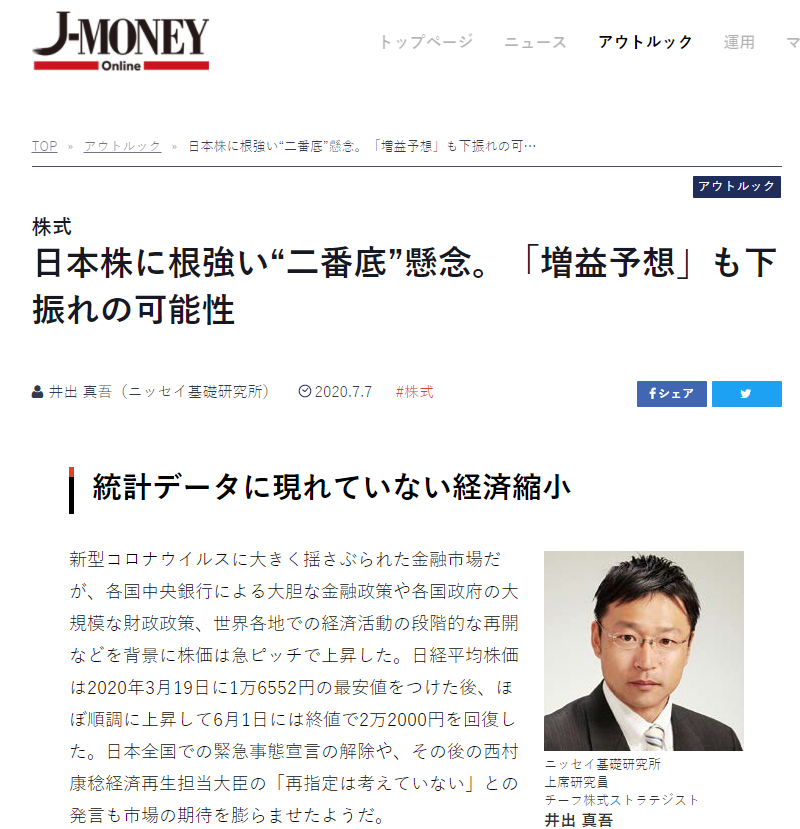 J-MONEY
Online
トップページ ニュース アウトルック 運用 マ
TOP » アウトルック » 日本株に根強い“二番底”懸念。「増益予想」も下振れの可…
アウトルック
株式
日本株に根強い“二番底”懸念。「増益予想」も下
振れの可能性
井出 真吾（ニッセイ基礎研究所） 2020.7.7 #株式
シェア
統計データに現れていない経済縮小
新型コロナウイルスに大きく揺さぶられた金融市場だ
が、各国中央銀行による大胆な金融政策や各国政府の大
規模な財政政策、世界各地での経済活動の段階的な再開
などを背景に株価は急ピッチで上昇した。日経平均株価
は2020年3月19日に1万6552円の最安値をつけた後、ほ
ぼ順調に上昇して6月1日には終値で2万2000円を回復し
た。日本全国での緊急事態宣言の解除や、その後の西村
康稔経済再生担当大臣の「再指定は考えていない」との
発言も市場の期待を膨らませたようだ。
ニッセイ基礎研究所
上席研究員
チーフ株式ストラテジスト
井出 真吾